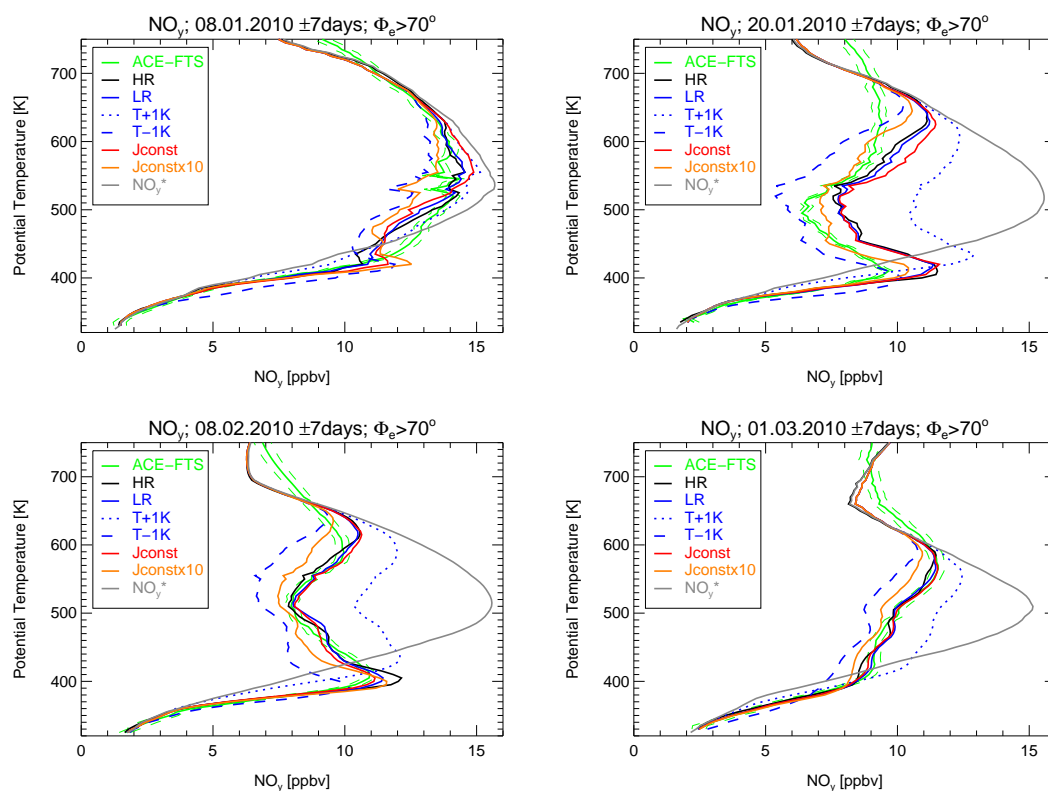 NOy; 08.01.2010 ±7days; Φe>70°
Potential Temperature [K]
700
600
500
400
ACE−FTS
HR
LR
T+1K
T−1K
Jconst
Jconstx10
NOy*
0 5 10 15
NOy [ppbv]
NOy; 20.01.2010 ±7days; Φe>70°
Potential Temperature [K]
700
600
500
400
ACE−FTS
HR
LR
T+1K
T−1K
Jconst
Jconstx10
NOy*
0 5 10 15
NOy [ppbv]
NOy; 08.02.2010 ±7days; Φe>70°
Potential Temperature [K]
700
600
500
400
ACE−FTS
HR
LR
T+1K
T−1K
Jconst
Jconstx10
NOy*
0 5 10 15
NOy [ppbv]
NOy; 01.03.2010 ±7days; Φe>70°
Potential Temperature [K]
700
600
500
400
ACE−FTS
HR
LR
T+1K
T−1K
Jconst
Jconstx10
NOy*
0 5 10 15
NOy [ppbv]